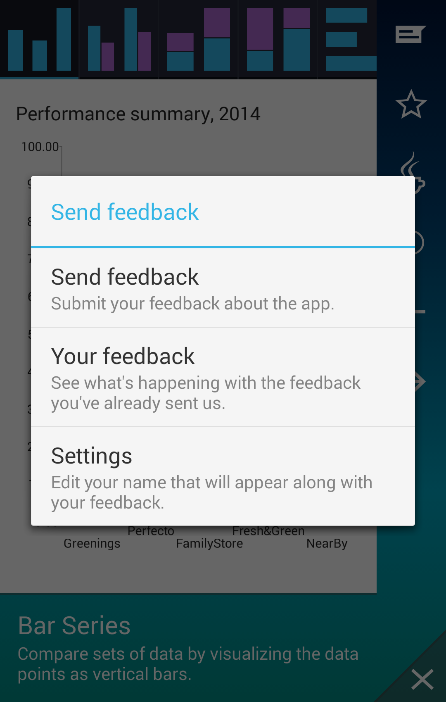 Performance summary, 2014
100.00
Send feedback
Send feedback
Submit your feedback about the app.
Your feedback
See what's happening with the feedback
you've already sent us.
Settings
Edit your name that will appear along with
your feedback.
Perfecto
Fresh&Green
Greenings
FamilyStore
NearBy
Bar Series
Compare sets of data by visualizing the data
points as vertical bars.